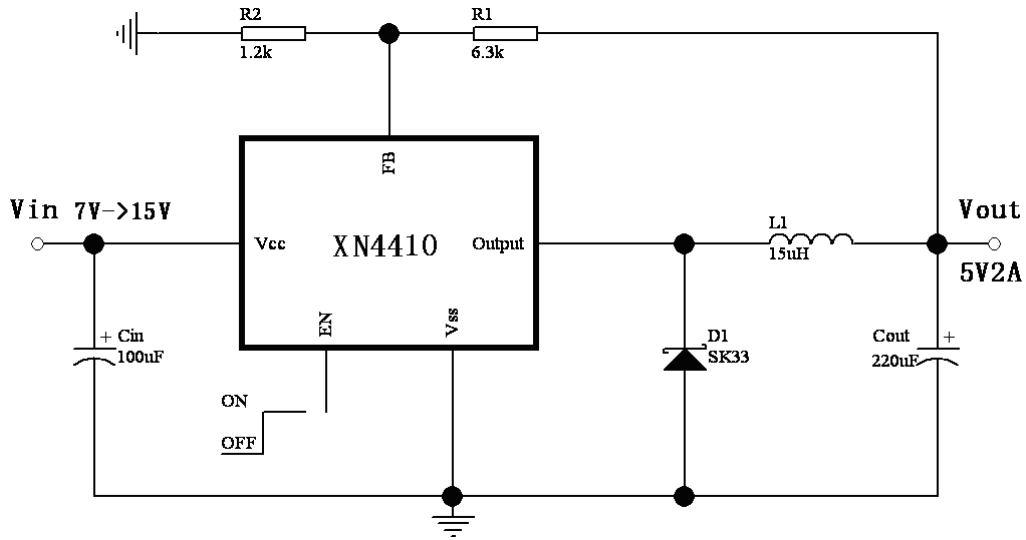 R2
1.2k
R1
6.3k
FB
Vin 7V->15V
Vcc
XN4410
Output
L1
15uH
Vout
5V2A
EN
Vss
+ Cin
100uF
D1
SK33
Cout +
220uF
ON
OFF